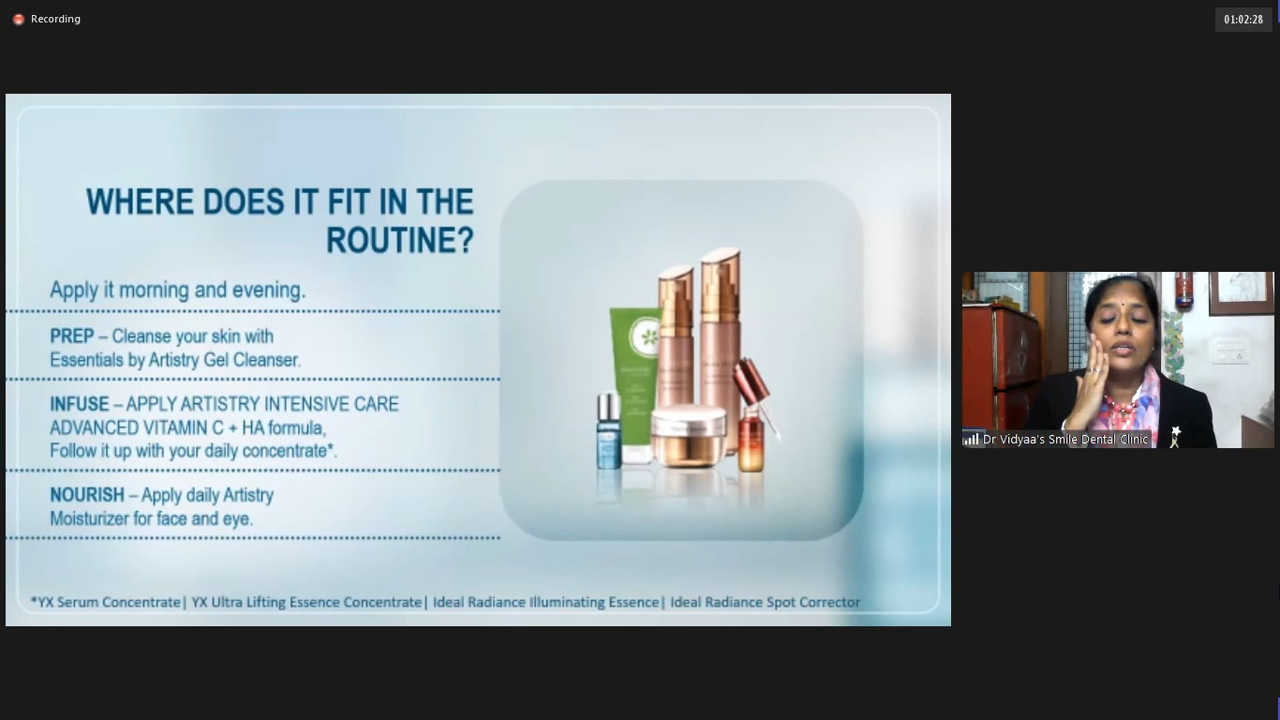 Recording
01:02:28
WHERE DOES IT FIT IN THE
ROUTINE?
Apply it morning and evening.
PREP – Cleanse your skin with
Essentials by Artistry Gel Cleanser.
INFUSE – APPLY ARTISTRY INTENSIVE CARE
ADVANCED VITAMIN C + HA formula,
Follow it up with your daily concentrate*.
NOURISH – Apply daily Artistry
Moisturizer for face and eye.
*YX Serum Concentrate| YX Ultra Lifting Essence Concentrate| Ideal Radiance Illuminating Essence| Ideal Radiance Spot Corrector
Dr Vidyaa's Smile Dental Clinic